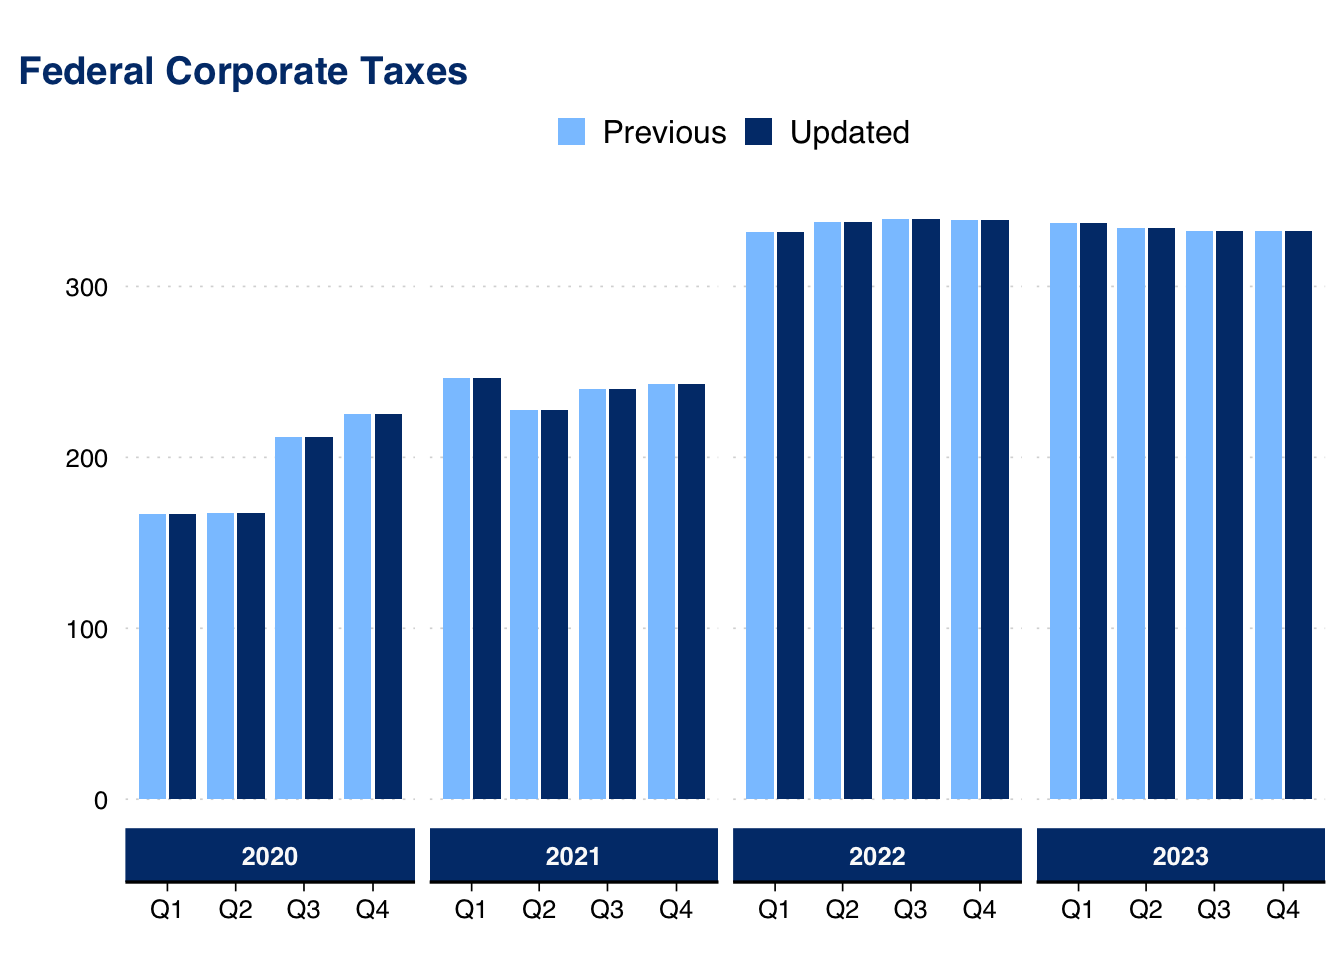 Federal Corporate Taxes
Previous Updated
300
200
100
0
2020 2021 2022 2023
Q1 Q2 Q3 Q4 Q1 Q2 Q3 Q4 Q1 Q2 Q3 Q4 Q1 Q2 Q3 Q4